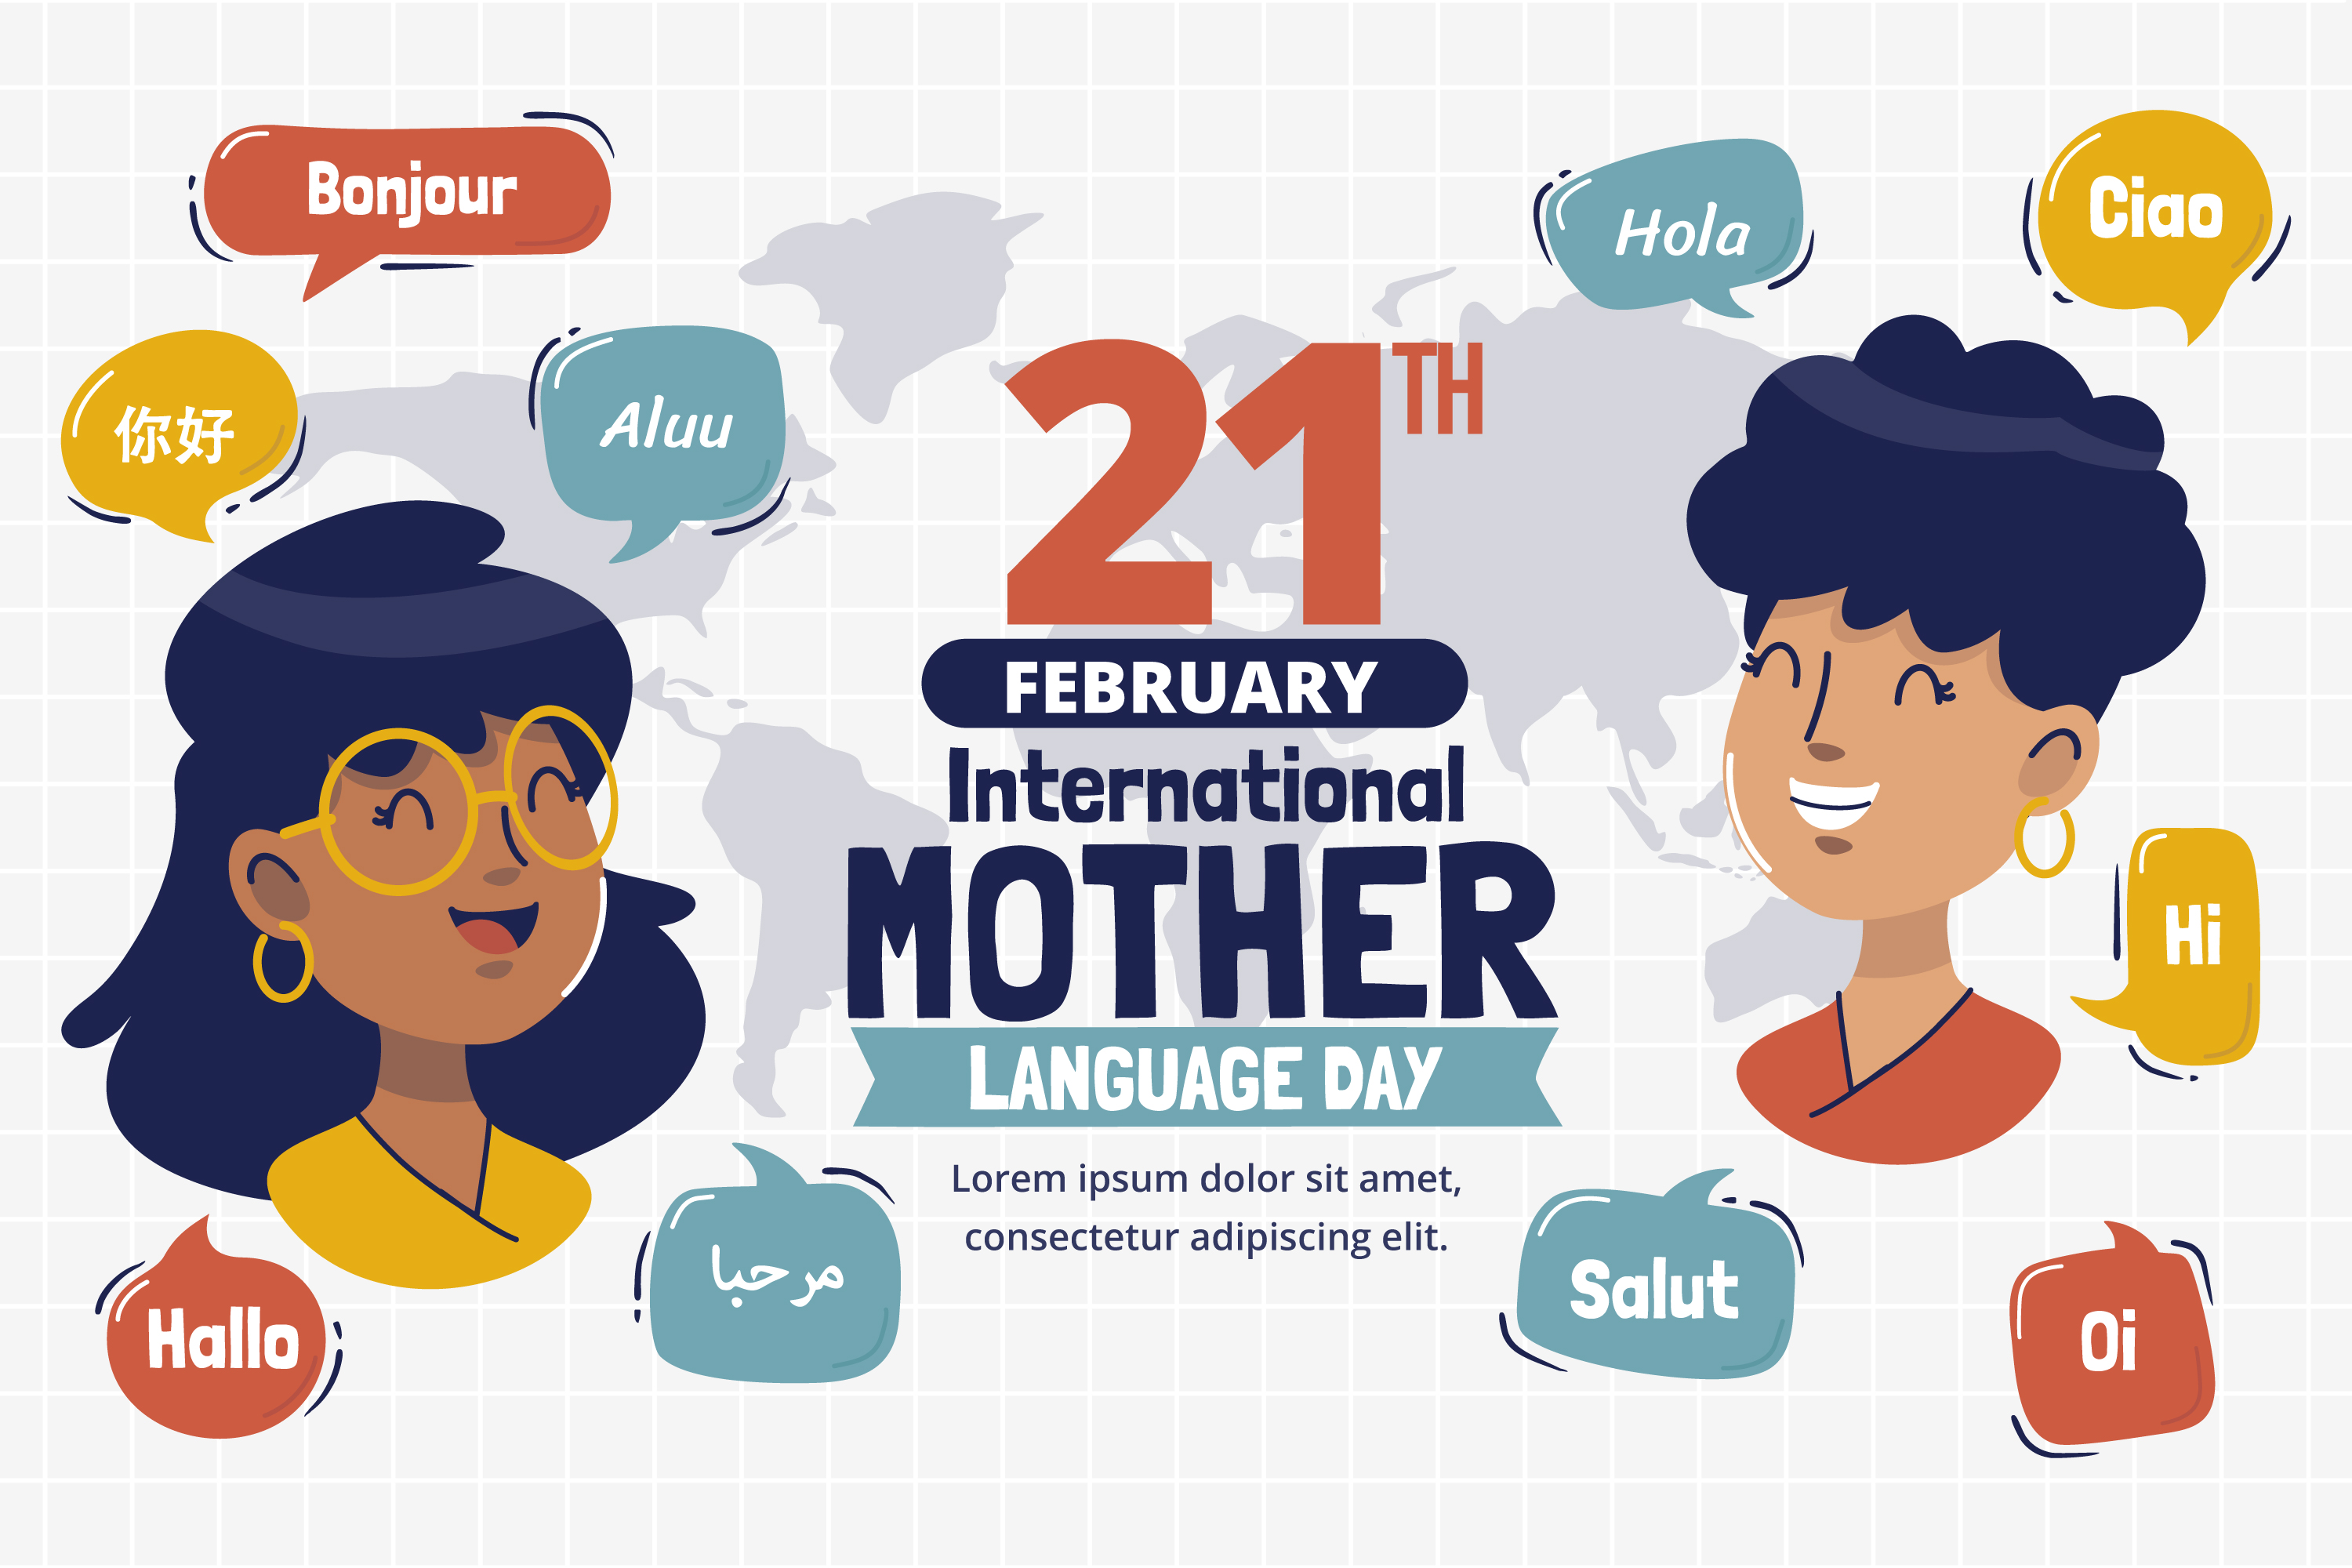 Bonjour
Hola
Ciao
你好
Aluu
21TH
FEBRUARY
International
MOTHER
LANGUAGE DAY
Hi
Lorem ipsum dolor sit amet,
consectetur adipiscing elit.
Hallo
مرحبا
Salut
Oi